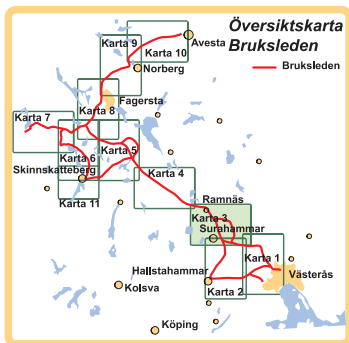 Översiktskarta
Bruksleden
Bruksleden
Karta 9
Karta 10
Avesta
Norberg
Karta 8
Fagersta
Karta 7
Karta 5
Karta 6
Skinnskatteberg
Karta 4
Karta 11
Ramnäs
Karta 3
Surahammar
Karta 1
Hallstahammar
Västerås
Karta 2
Kolsva
Köping